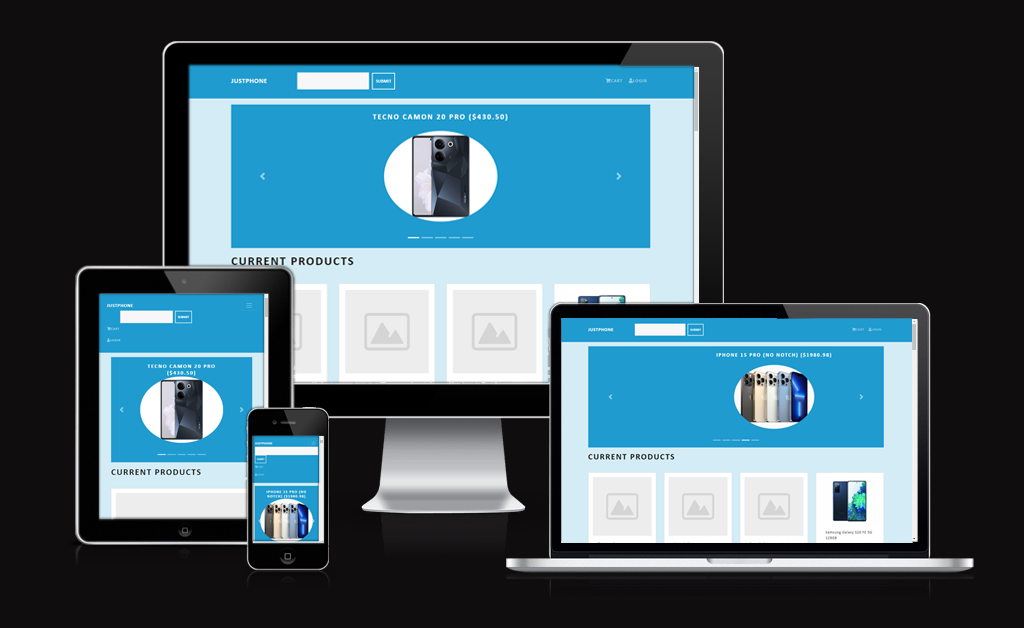 JUSTPHONE
SUBMIT
CART LOGIN
TECNO CAMON 20 PRO ($430.50)
CURRENT PRODUCTS
JUSTPHONE
SUBMIT
CART
LOGIN
TECNO CAMON 20 PRO
($430.50)
CURRENT PRODUCTS
JUSTPHONE
IPHONE 15 PRO (NO
NOTCH) ($1980.98)
JUSTPHONE
SUBMIT
CART LOGIN
IPHONE 15 PRO (NO NOTCH) ($1980.98)
CURRENT PRODUCTS
Samsung Galaxy S20 FE 5G
128GB